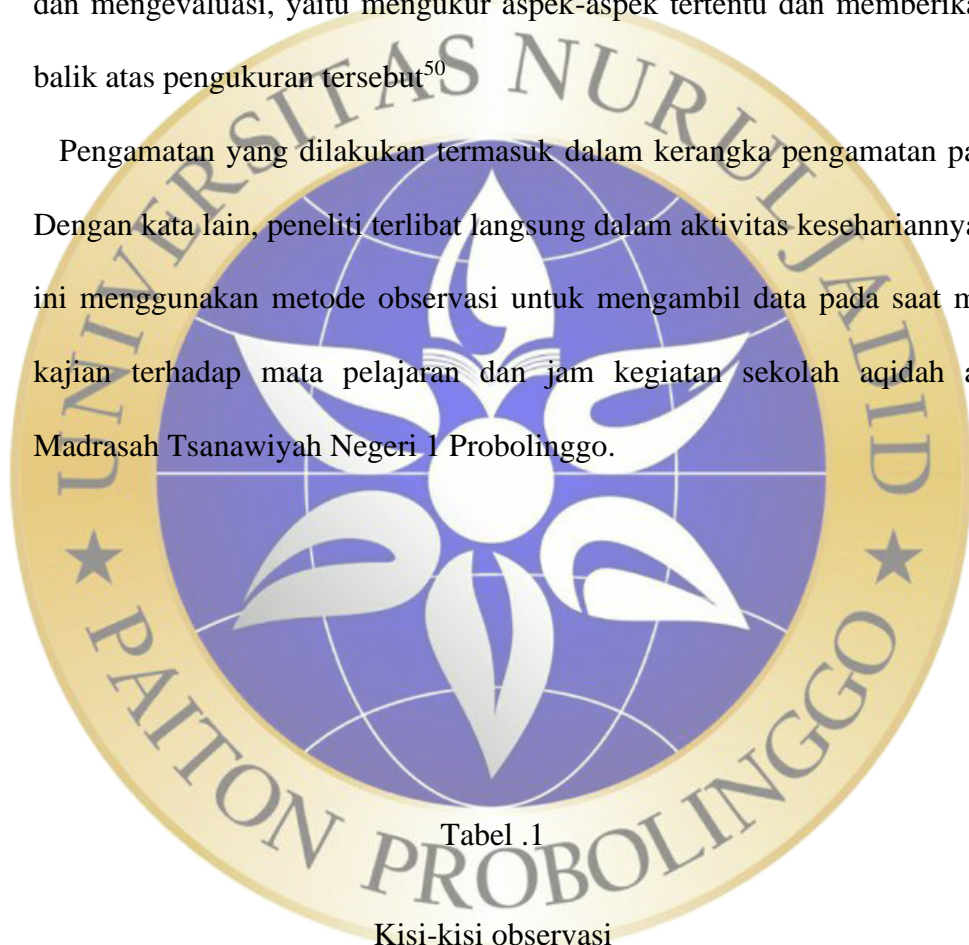 dan mengevaluasi, yaitu mengukur aspek-aspek tertentu dan memberika
balik atas pengukuran tersebut50
Pengamatan yang dilakukan termasuk dalam kerangka pengamatan pa
Dengan kata lain, peneliti terlibat langsung dalam aktivitas kesehariannya
ini menggunakan metode observasi untuk mengambil data pada saat m
kajian terhadap mata pelajaran dan jam kegiatan sekolah aqidah a
Madrasah Tsanawiyah Negeri 1 Probolinggo.
Tabel .1
Kisi-kisi observasi
UNIVERSITAS NURUL JADID
★ PAITON PROBOLINGGO ★